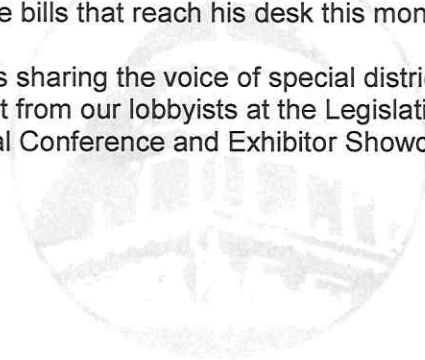 e bills that reach his desk this mon
s sharing the voice of special distri
t from our lobbyists at the Legislati
al Conference and Exhibitor Showc